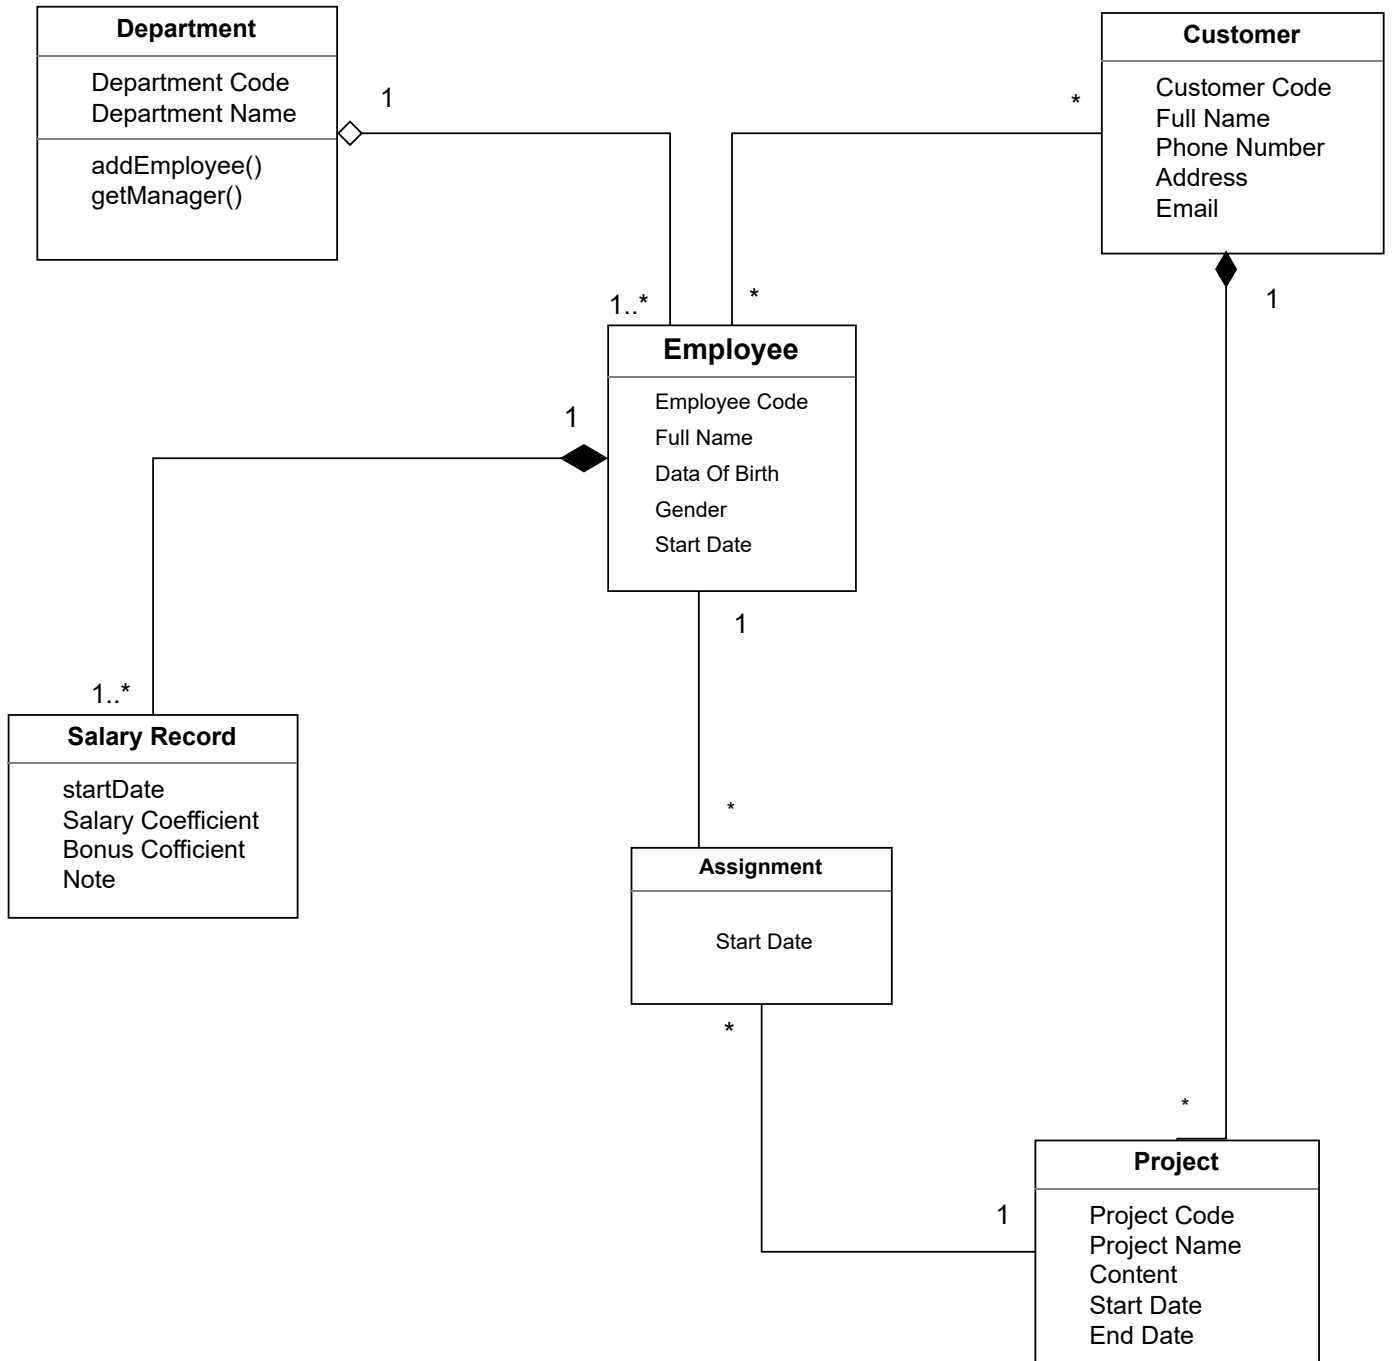 Department
Department Code
Department Name
addEmployee()
getManager()
1
*
Customer
Customer Code
Full Name
Phone Number
Address
Email
1
1..*
*
Employee
Employee Code
Full Name
Data Of Birth
Gender
Start Date
1
1
1..*
Salary Record
startDate
Salary Coefficient
Bonus Cofficient
Note
*
Assignment
Start Date
*
*
1
Project
Project Code
Project Name
Content
Start Date
End Date